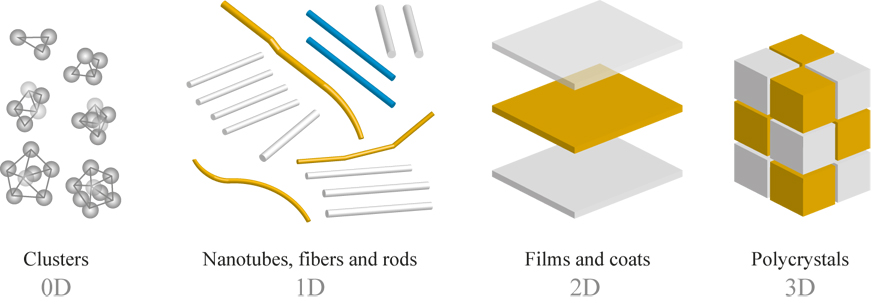 Clusters
0D
Nanotubes, fibers and rods
1D
Films and coats
2D
Polycrystals
3D